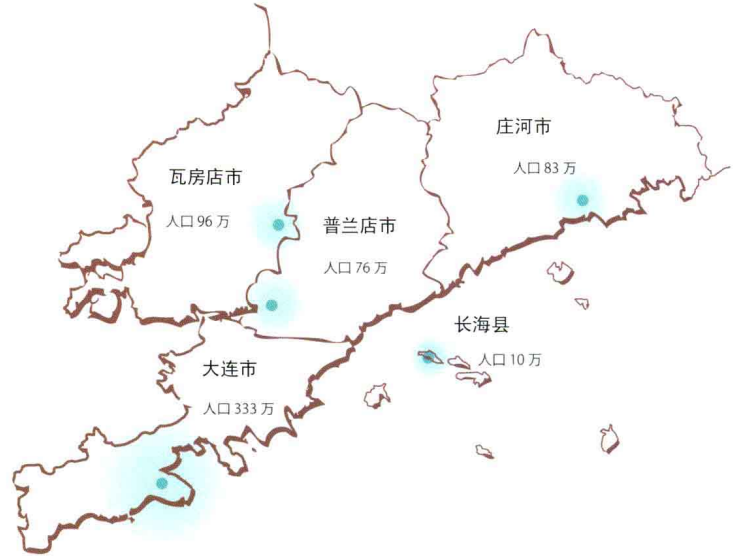 庄河市
人口 83 万
瓦房店市
人口 96 万
普兰店市
人口 76 万
长海县
人口 10 万
大连市
人口 333 万